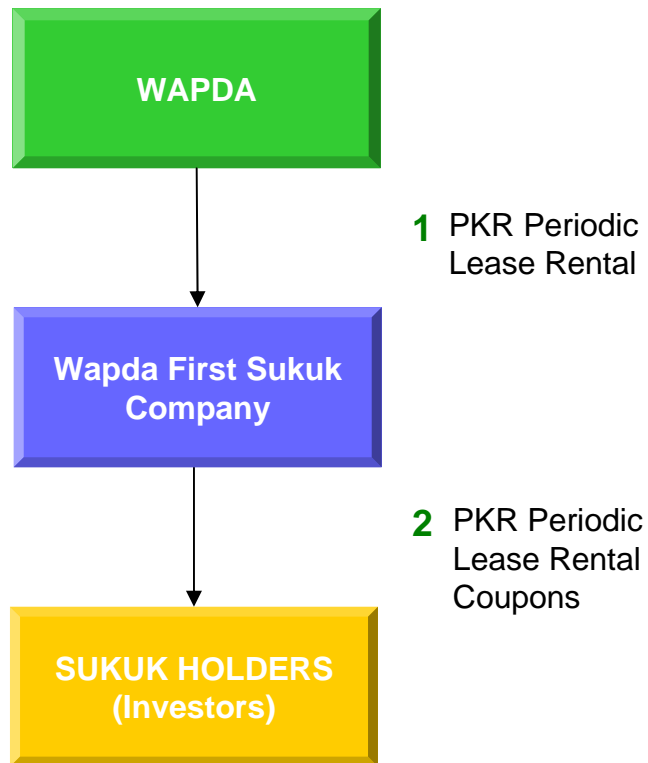 WAPDA
1 PKR Periodic
Lease Rental
Wapda First Sukuk
Company
2 PKR Periodic
Lease Rental
Coupons
SUKUK HOLDERS
(Investors)